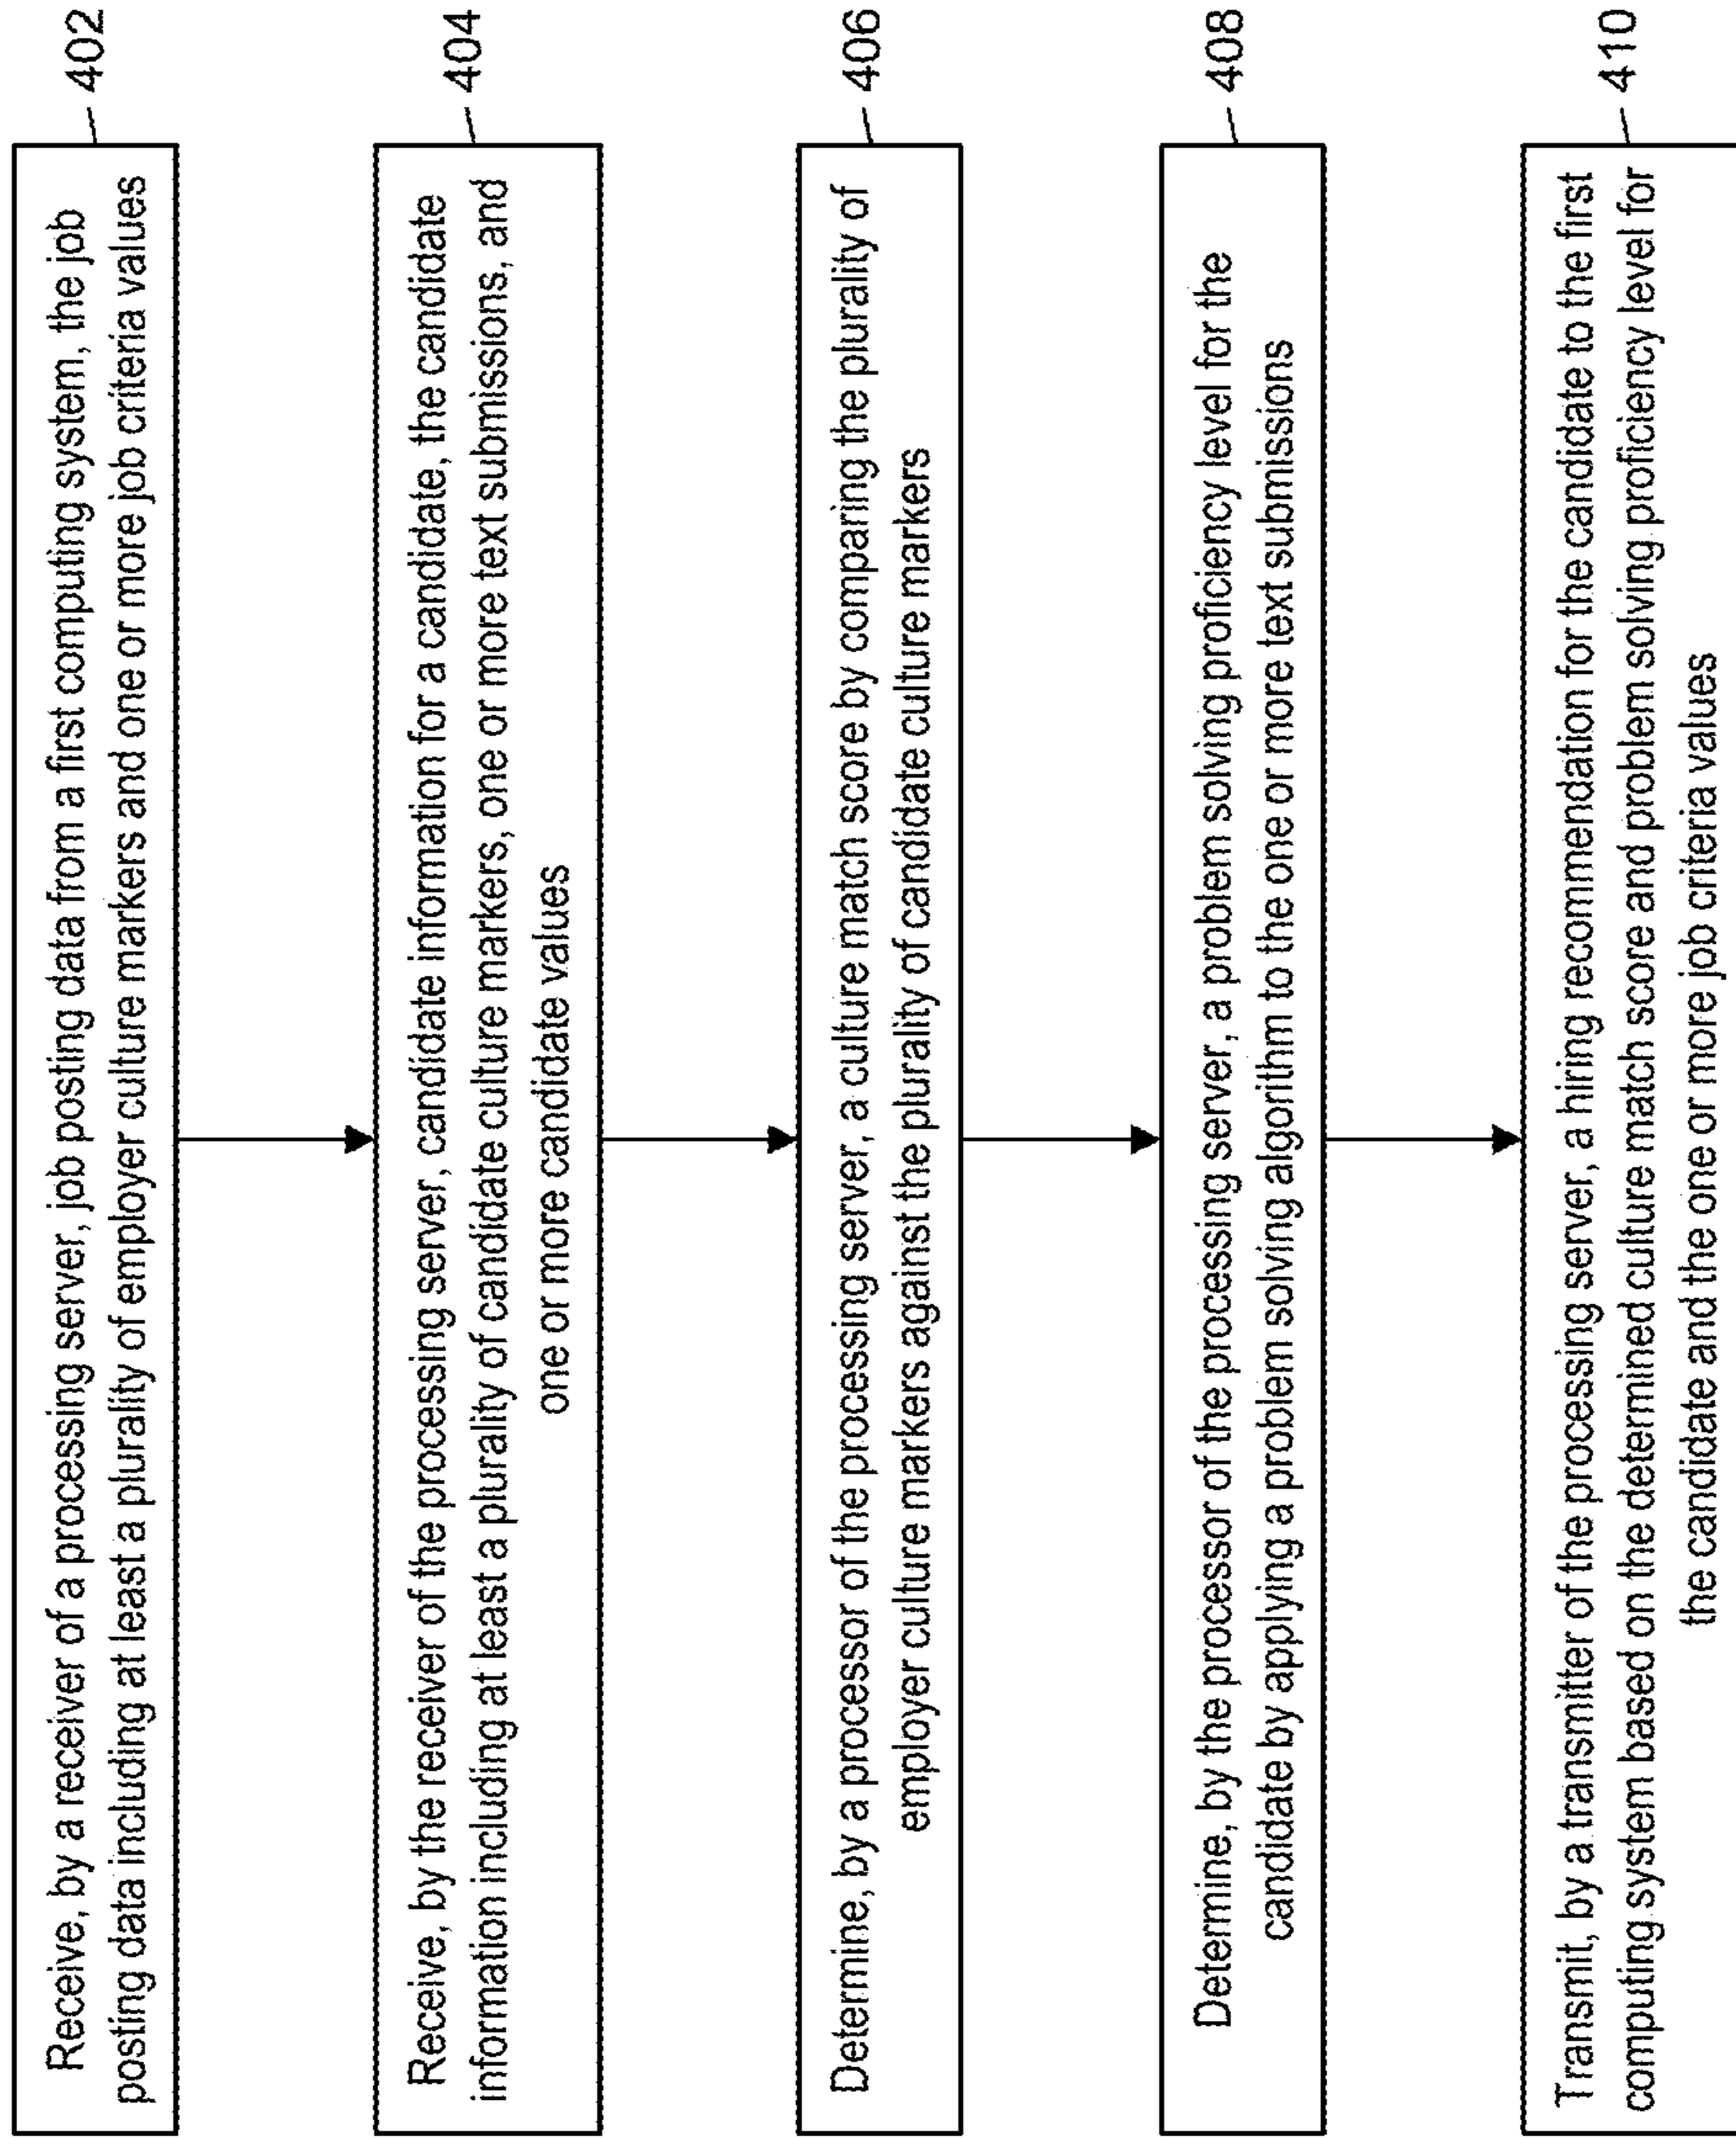 Receive, by a receiver of a processing server, job posting data from a first computing system, the job
posting data including at least a plurality of employer culture markers and one or more job criteria values
402
Receive, by the receiver of the processing server, candidate information for a candidate, the candidate
information including at least a plurality of candidate culture markers, one or more text submissions, and
one or more candidate values
404
Determine, by a processor of the processing server, a culture match score by comparing the plurality of
employer culture markers against the plurality of candidate culture markers
406
Determine, by the processor of the processing server, a problem solving proficiency level for the
candidate by applying a problem solving algorithm to the one or more text submissions
408
Transmit, by a transmitter of the processing server, a hiring recommendation for the candidate to the first
computing system based on the determined culture match score and problem solving proficiency level for
the candidate and the one or more job criteria values
410